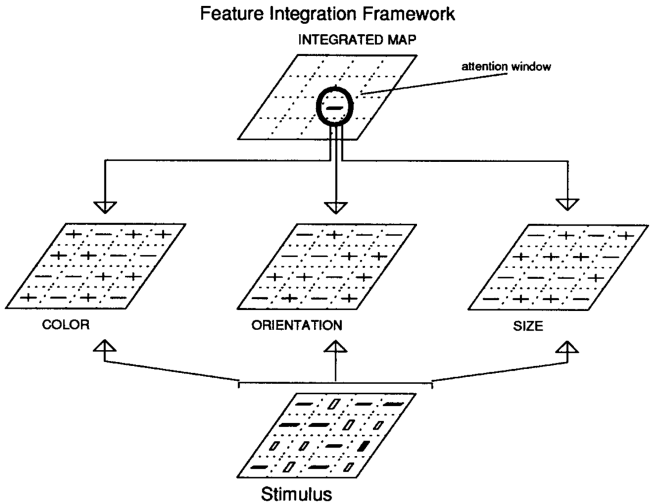 Feature Integration Framework
INTEGRATED MAP
attention window
COLOR
ORIENTATION
SIZE
Stimulus